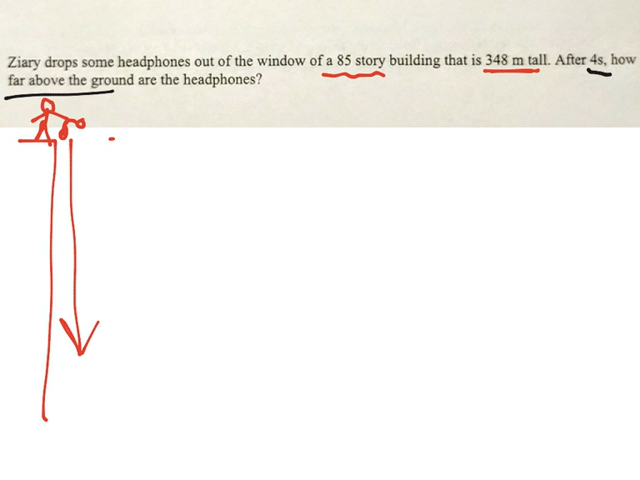 Ziary drops some headphones out of the window of a 85 story building that is 348 m tall. After 4s, how
far above the ground are the headphones?